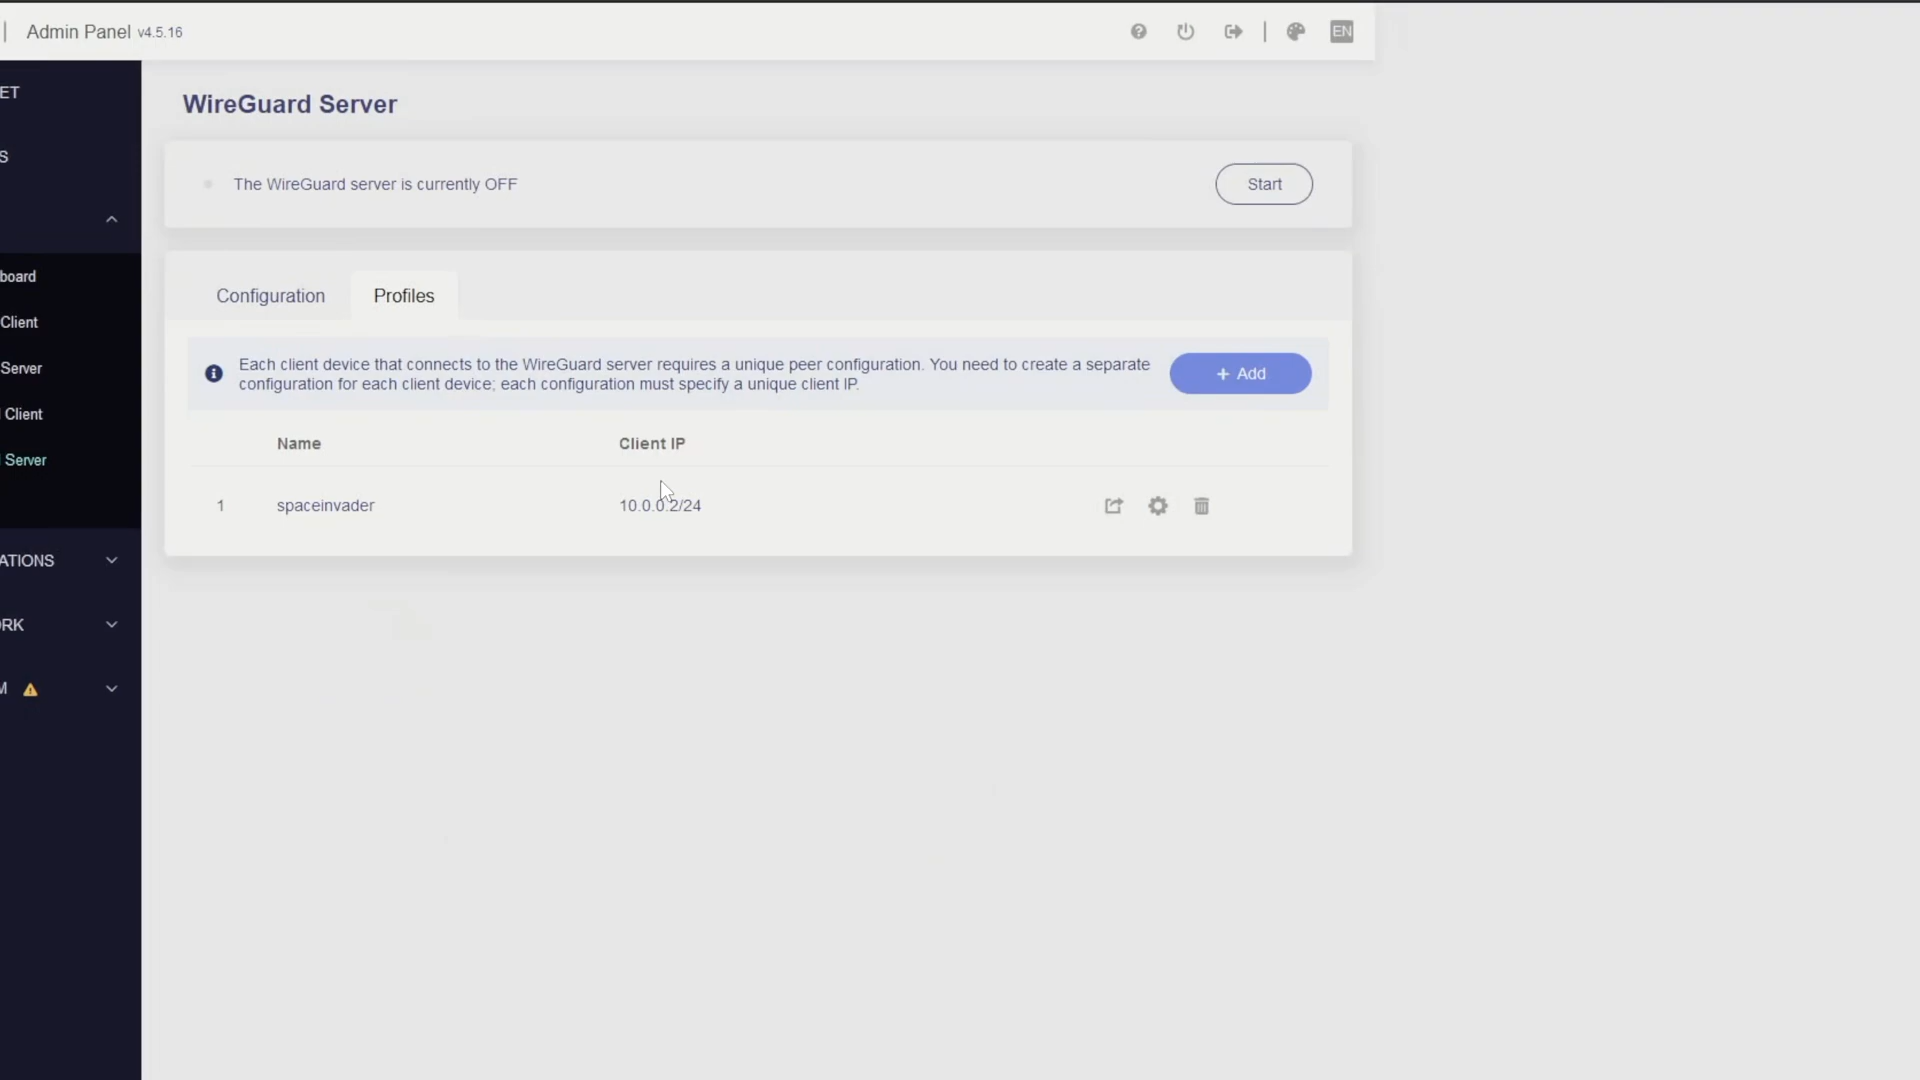 Admin Panel v4.5.16
EN
ET
S
board
Client
Server
Client
Server
ATIONS
ORK
M
WireGuard Server
The WireGuard server is currently OFF
Start
Configuration
Profiles
Each client device that connects to the WireGuard server requires a unique peer configuration. You need to create a separate
configuration for each client device; each configuration must specify a unique client IP.
+ Add
Name
Client IP
1
spaceinvader
10.0.0.2/24